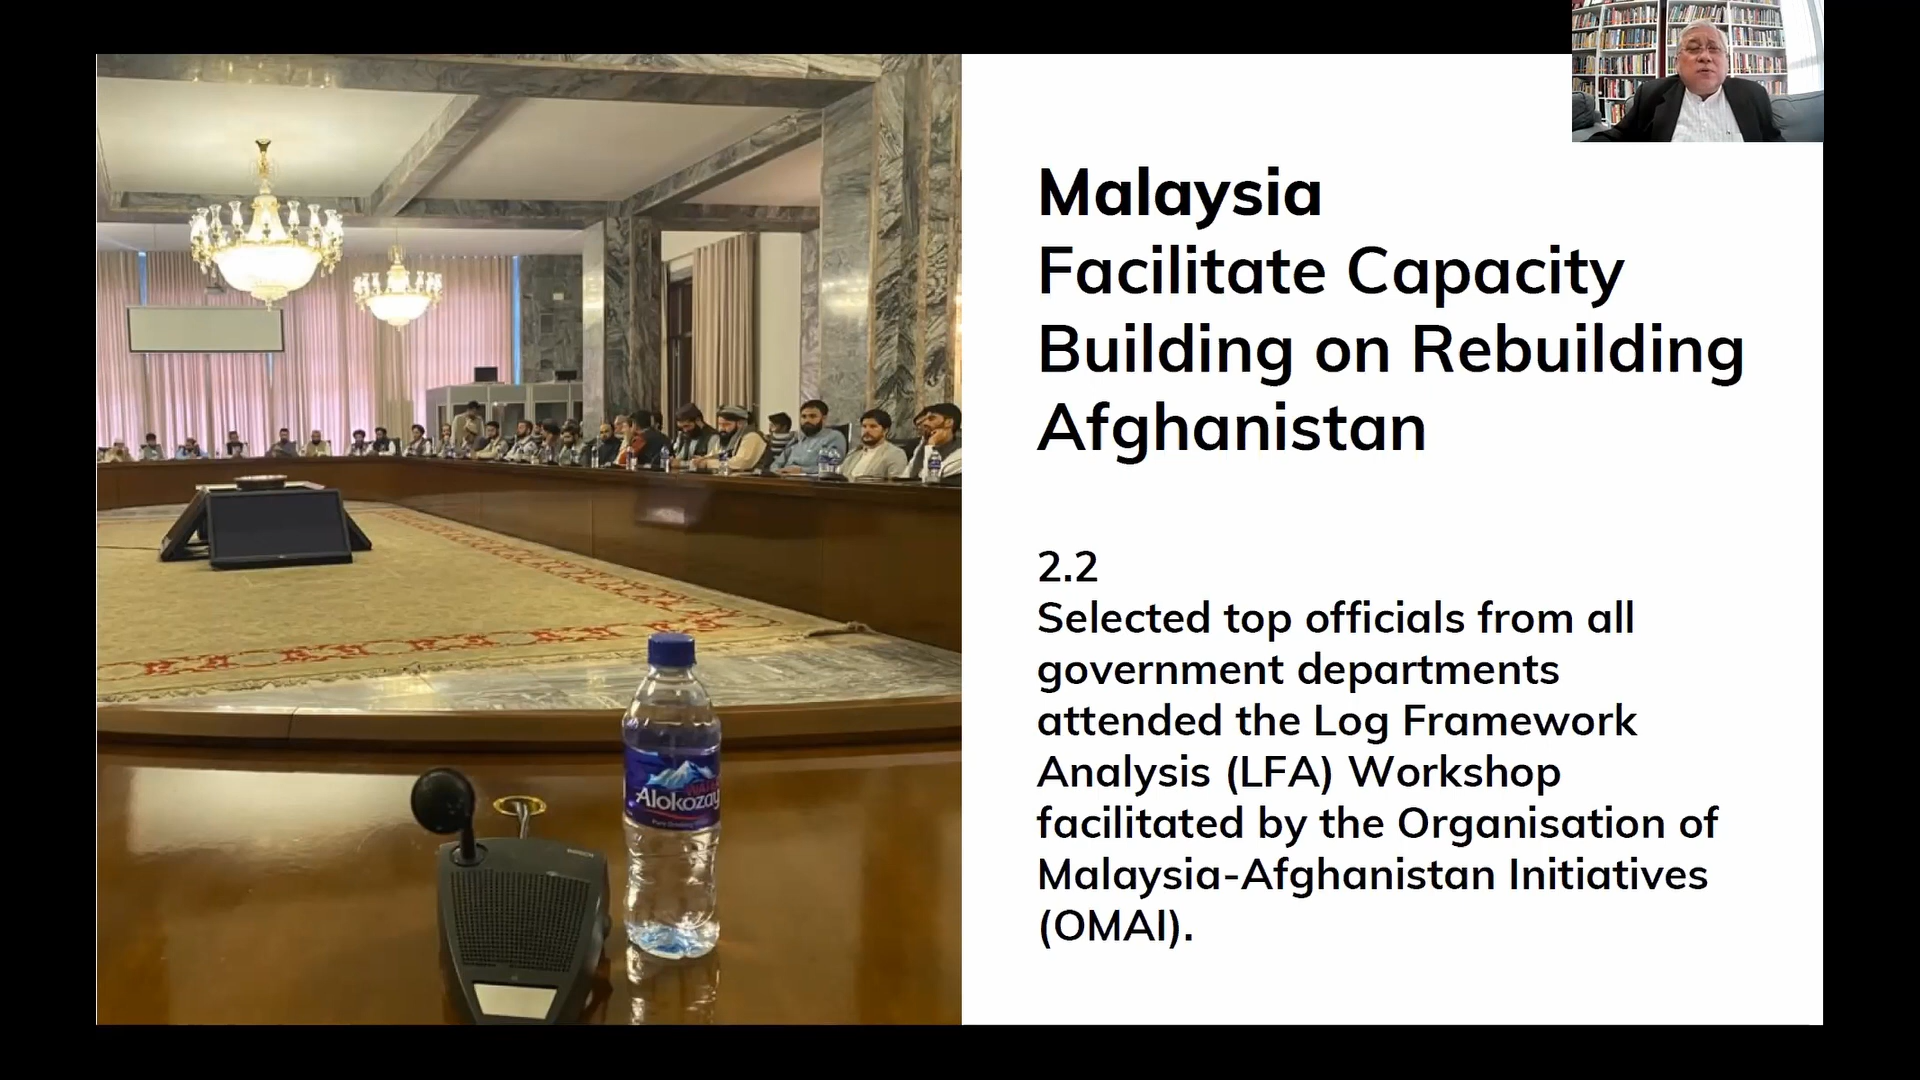 Malaysia
Facilitate Capacity
Building on Rebuilding
Afghanistan
2.2
Selected top officials from all
government departments
attended the Log Framework
Analysis (LFA) Workshop
facilitated by the Organisation of
Malaysia-Afghanistan Initiatives
(OMAI).
WATER
Alokozay